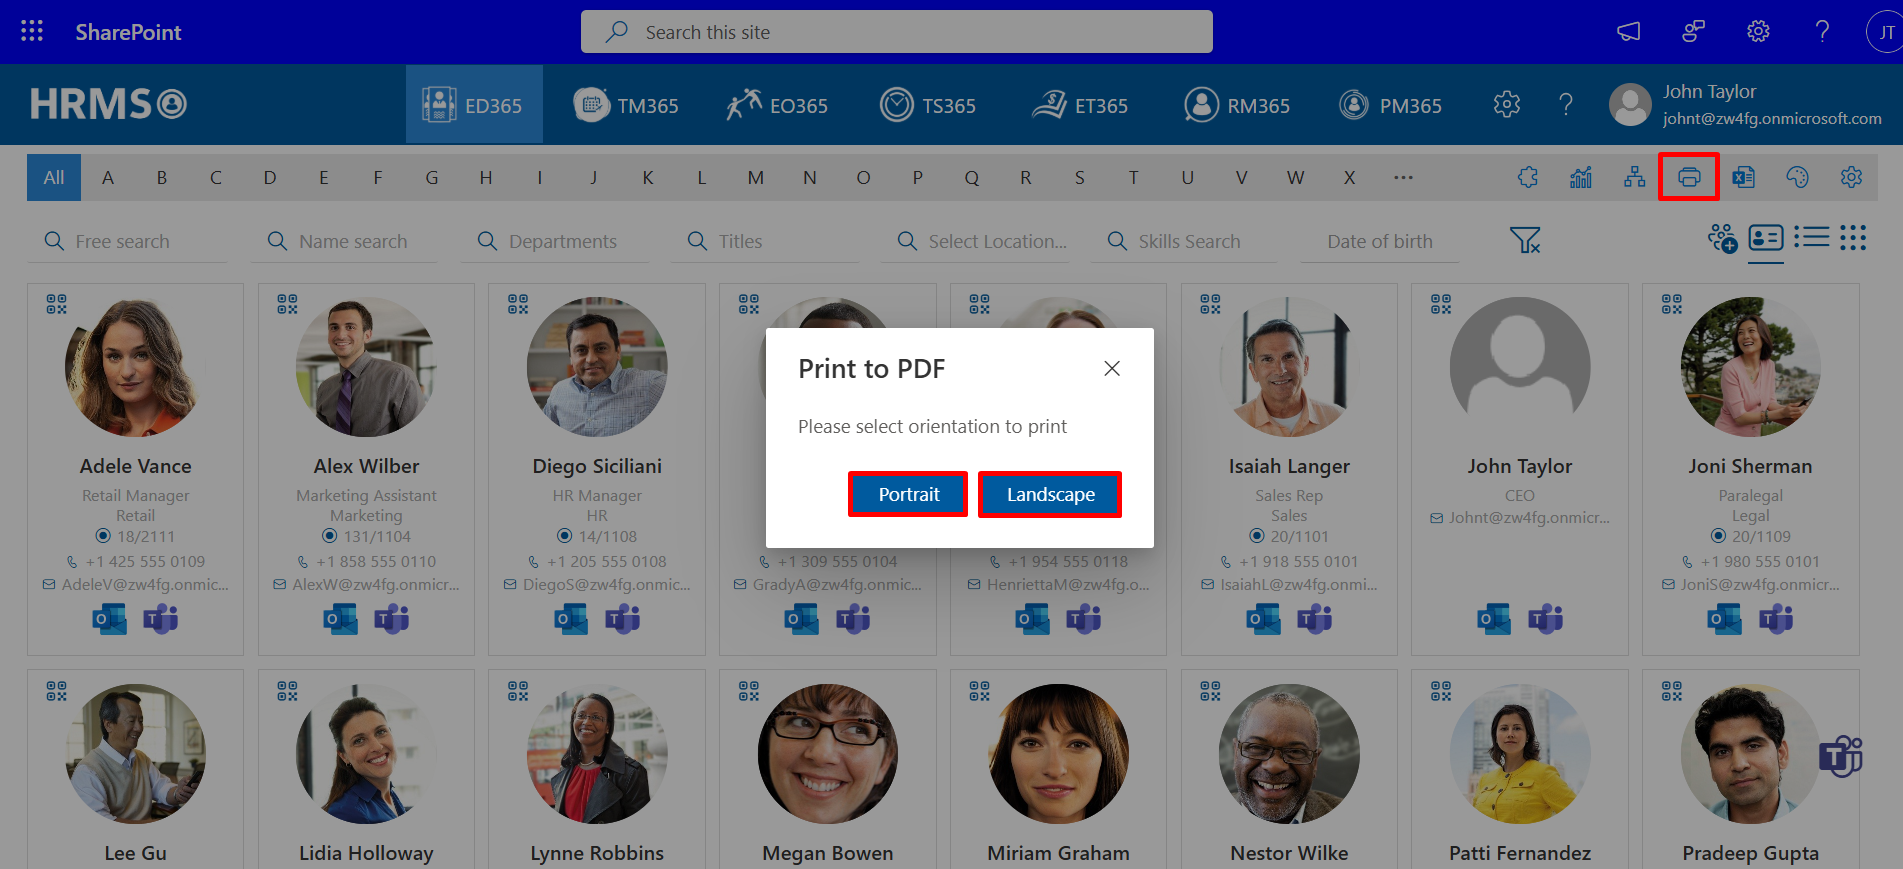 SharePoint
Search this site
JT
HRMS
ED365
TM365
EO365
TS365
ET365
RM365
PM365
John Taylor
johnt@zw4fg.onmicrosoft.com
All A B C D E F G H I J K L M N O P Q R S T U V W X ...
Free search
Name search
Departments
Titles
Select Location...
Skills Search
Date of birth
Print to PDF
Please select orientation to print
Portrait
Landscape
Adele Vance
Retail Manager
Retail
18/2111
+1 425 555 0109
AdeleV@zw4fg.onmic...
Alex Wilber
Marketing Assistant
Marketing
131/1104
+1 858 555 0110
AlexW@zw4fg.onmicr...
Diego Siciliani
HR Manager
HR
14/1108
+1 205 555 0108
DiegoS@zw4fg.onmic...
+1 309 555 0104
GradyA@zw4fg.onmic...
+1 954 555 0118
HenriettaM@zw4fg.o...
Isaiah Langer
Sales Rep
Sales
20/1101
+1 918 555 0101
IsaiahL@zw4fg.onmi...
John Taylor
CEO
Johnt@zw4fg.onmicr...
Joni Sherman
Paralegal
Legal
20/1109
+1 980 555 0101
JoniS@zw4fg.onmicr...
Lee Gu
Lidia Holloway
Lynne Robbins
Megan Bowen
Miriam Graham
Nestor Wilke
Patti Fernandez
Pradeep Gupta